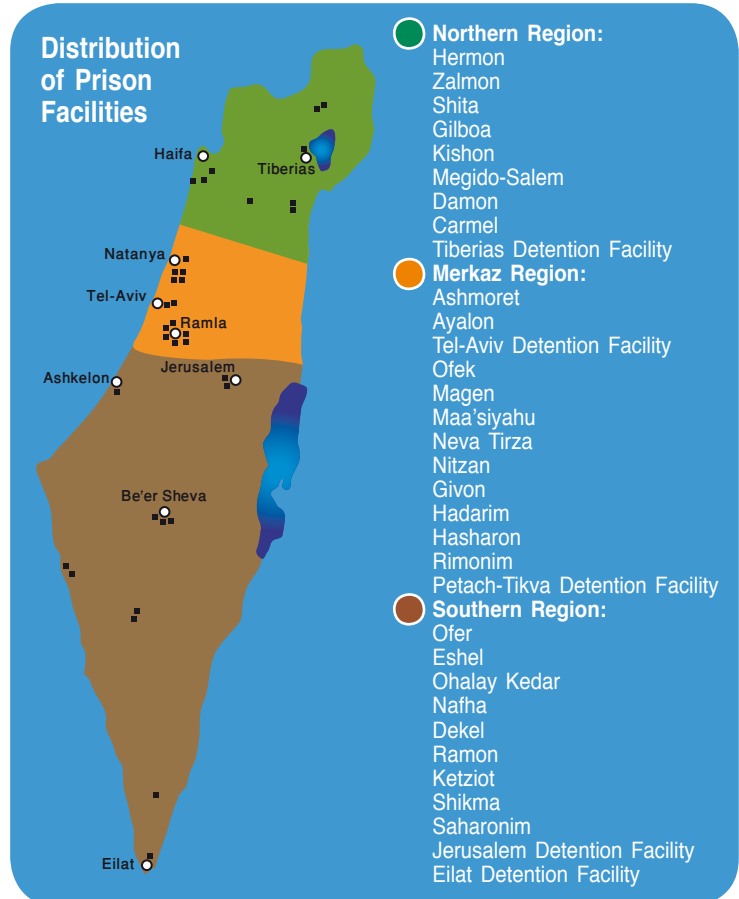 Distribution
of Prison
Facilities
Haifa
Tiberias
Natanya
Tel-Aviv
Ramla
Jerusalem
Ashkelon
Be'er Sheva
Eilat
Northern Region:
Hermon
Zalmon
Shita
Gilboa
Kishon
Megido-Salem
Damon
Carmel
Tiberias Detention Facility
Merkaz Region:
Ashmoret
Ayalon
Tel-Aviv Detention Facility
Ofek
Magen
Maa'siyahu
Neva Tirza
Nitzan
Givon
Hadarim
Hasharon
Rimonim
Petach-Tikva Detention Facility
Southern Region:
Ofer
Eshel
Ohalay Kedar
Nafha
Dekel
Ramon
Ketziot
Shikma
Saharonim
Jerusalem Detention Facility
Eilat Detention Facility